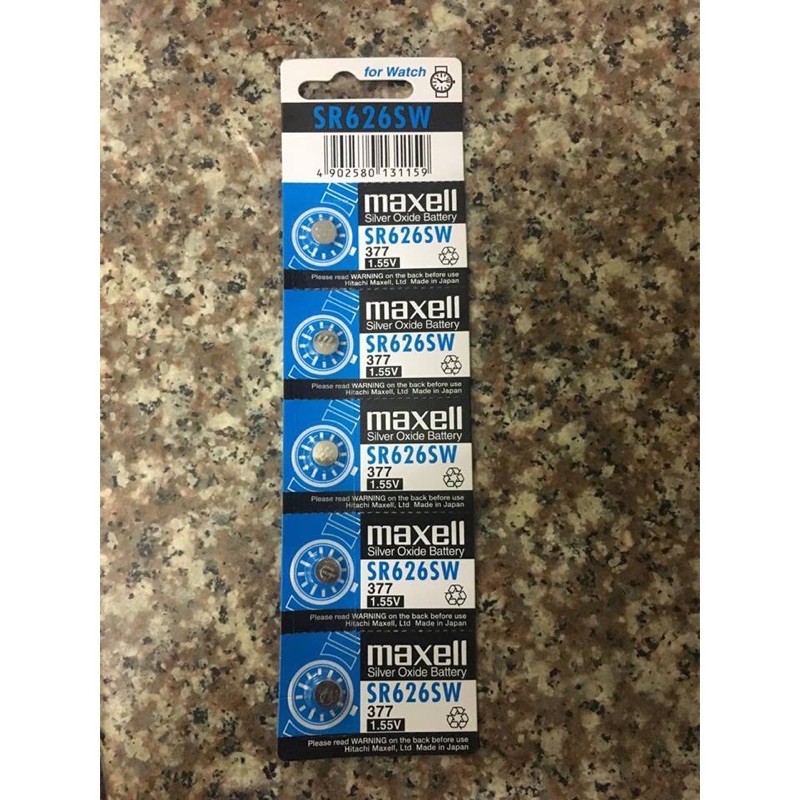 for Watch
SR626SW
4 902580 131159
maxell
Silver Oxide Battery
SR626SW
377
1.55V
Please read WARNING on the back before use
Hitachi Maxell, Ltd Made in Japan
maxell
Silver Oxide Battery
SR626SW
377
1.55V
Please read WARNING on the back before use
Hitachi Maxell, Ltd Made in Japan
maxell
Silver Oxide Battery
SR626SW
377
1.55V
Please read WARNING on the back before use
Hitachi Maxell, Ltd Made in Japan
maxell
Silver Oxide Battery
SR626SW
377
1.55V
Please read WARNING on the back before use
Hitachi Maxell, Ltd Made in Japan
maxell
Silver Oxide Battery
SR626SW
377
1.55V
Please read WARNING on the back before use
Hitachi Maxell, Ltd Made in Japan